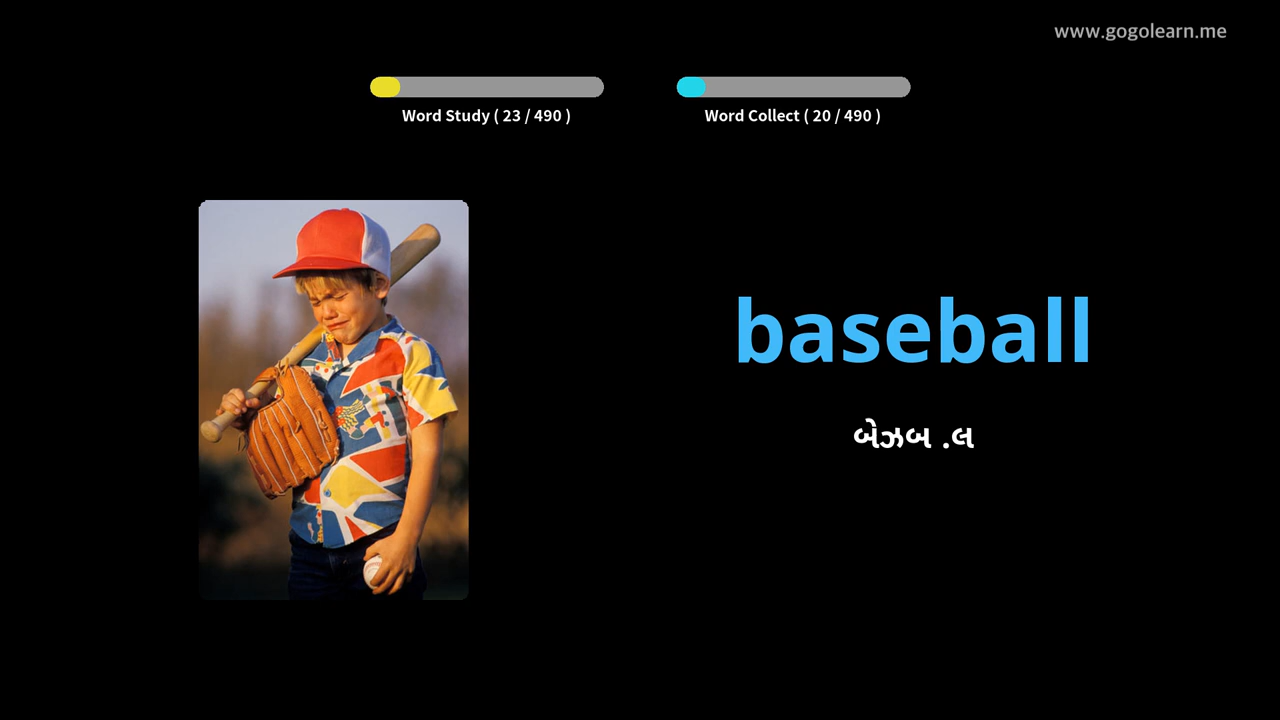 www.gogolearn.me
Word Study ( 23 / 490 )
Word Collect ( 20 / 490 )
baseball
બેઝબ .લ